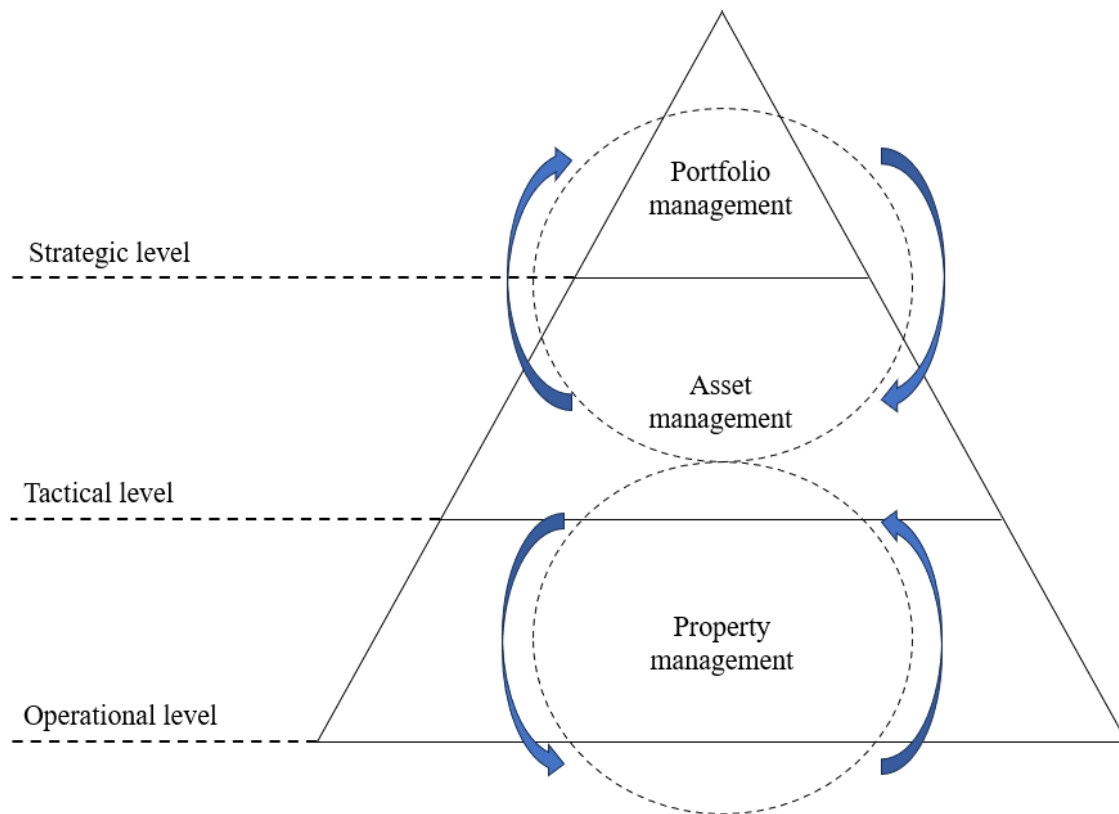 Portfolio
management
Strategic level
Asset
management
Tactical level
Property
management
Operational level